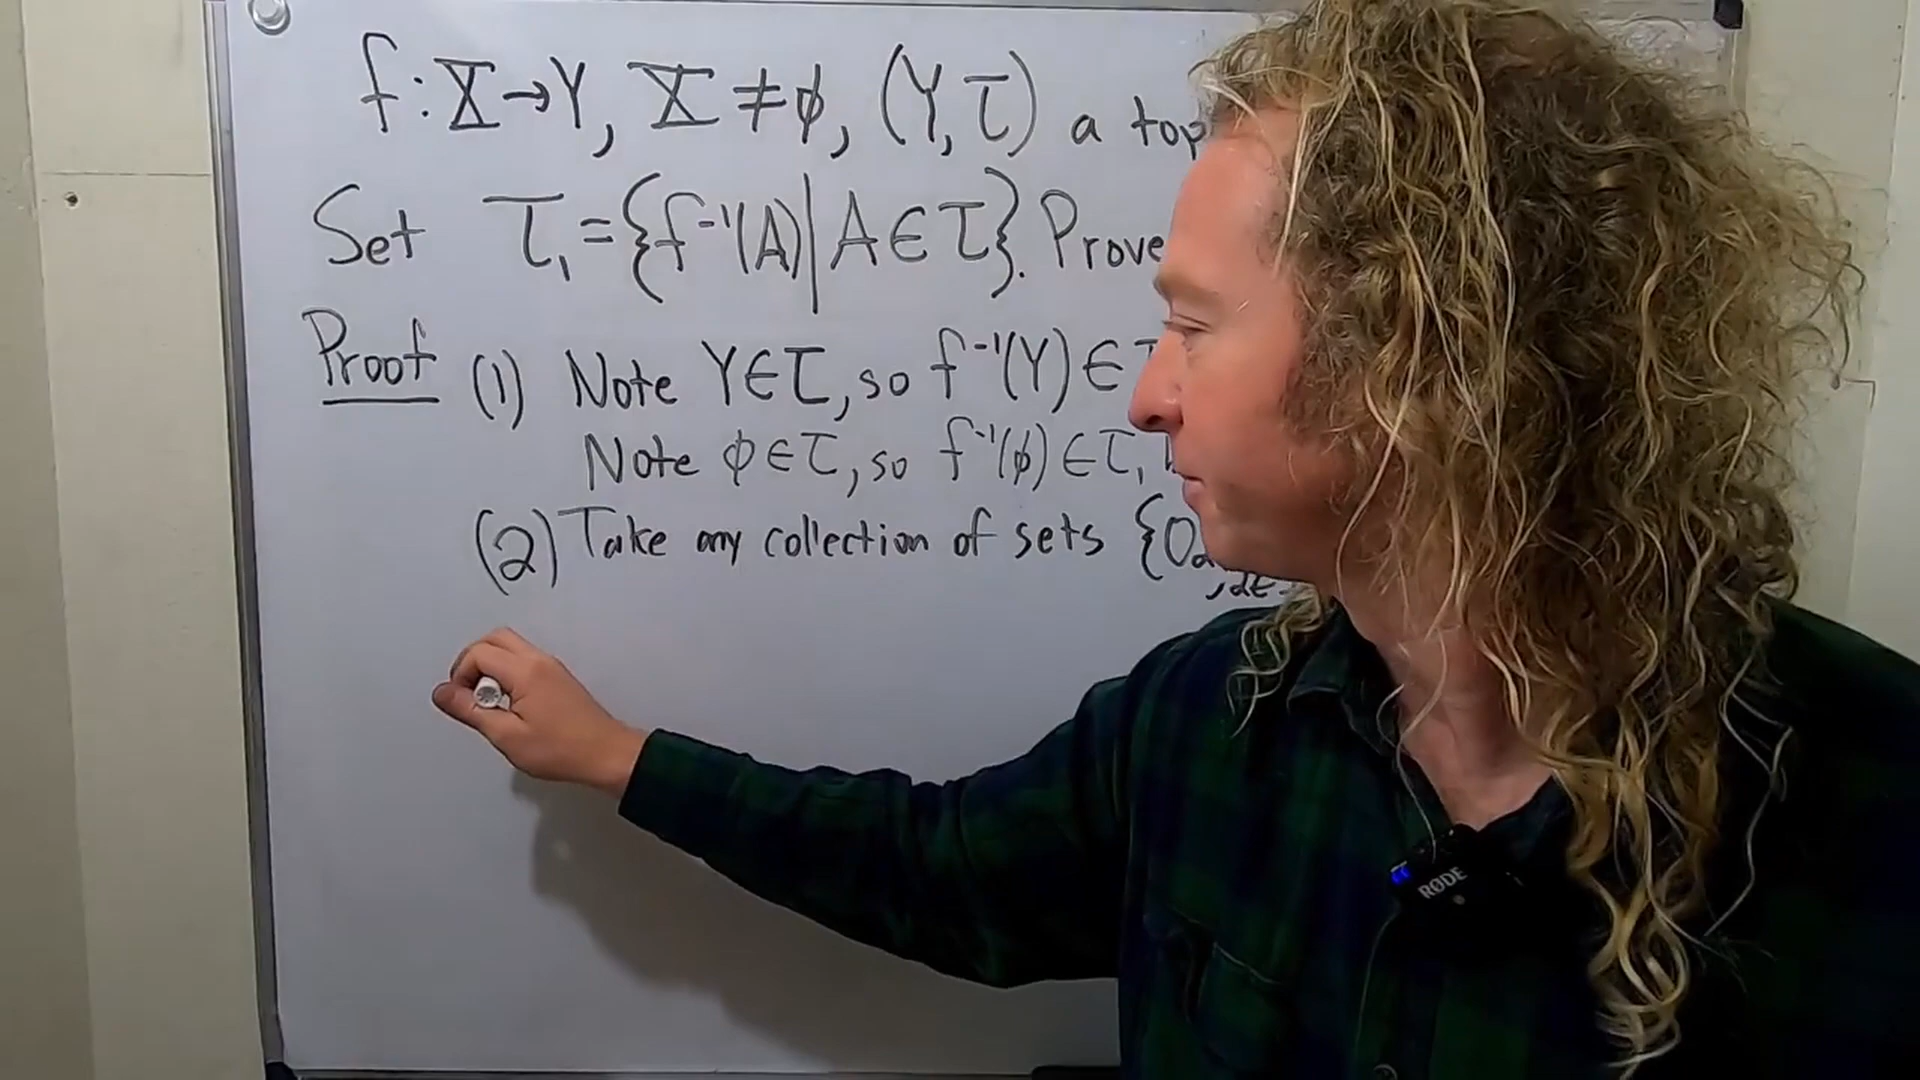 f: X → Y, X ≠ ϕ, (Y, τ) a top
Set τ₁ = {f⁻¹(A) | A ∈ τ}. Prove
Proof (1) Note Y ∈ τ, so f⁻¹(Y) ∈ τ
Note ϕ ∈ τ, so f⁻¹(ϕ) ∈ τ₁
(2) Take any collection of sets {O
RØDE